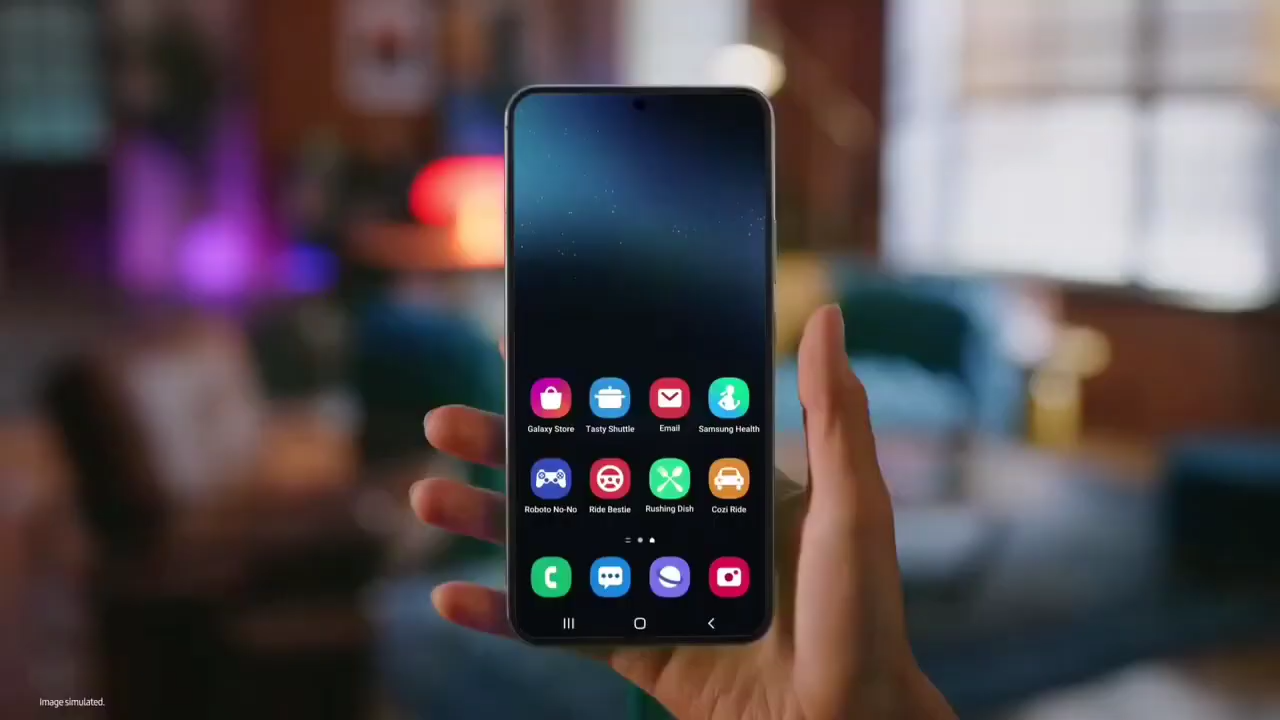 Galaxy Store Tasty Shuttle Email Samsung Health
Roboto No-No Ride Bestie Rushing Dish Cozi Ride
Image simulated.